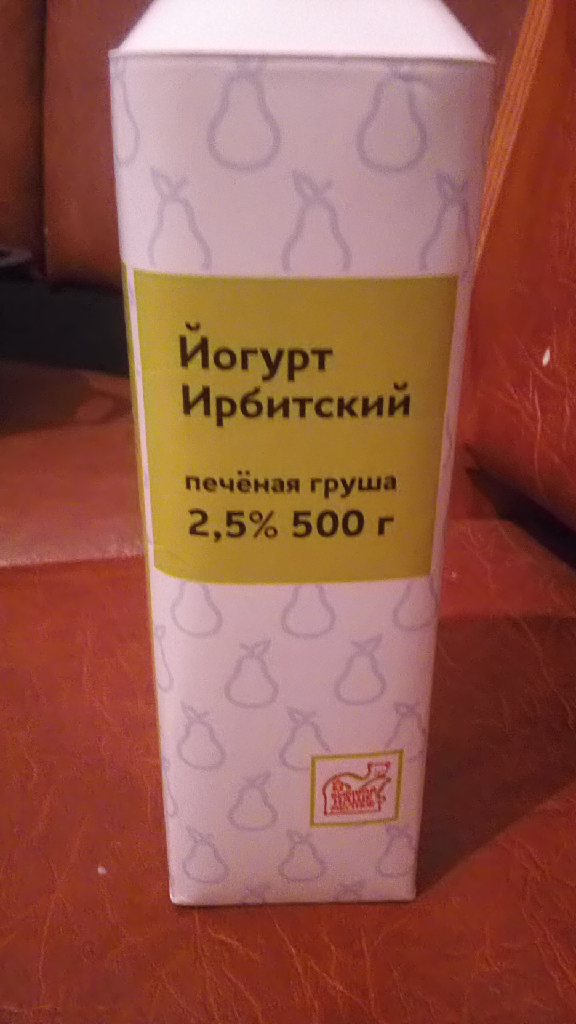 Йогурт
Ирбитский
печёная груша
2,5% 500 г